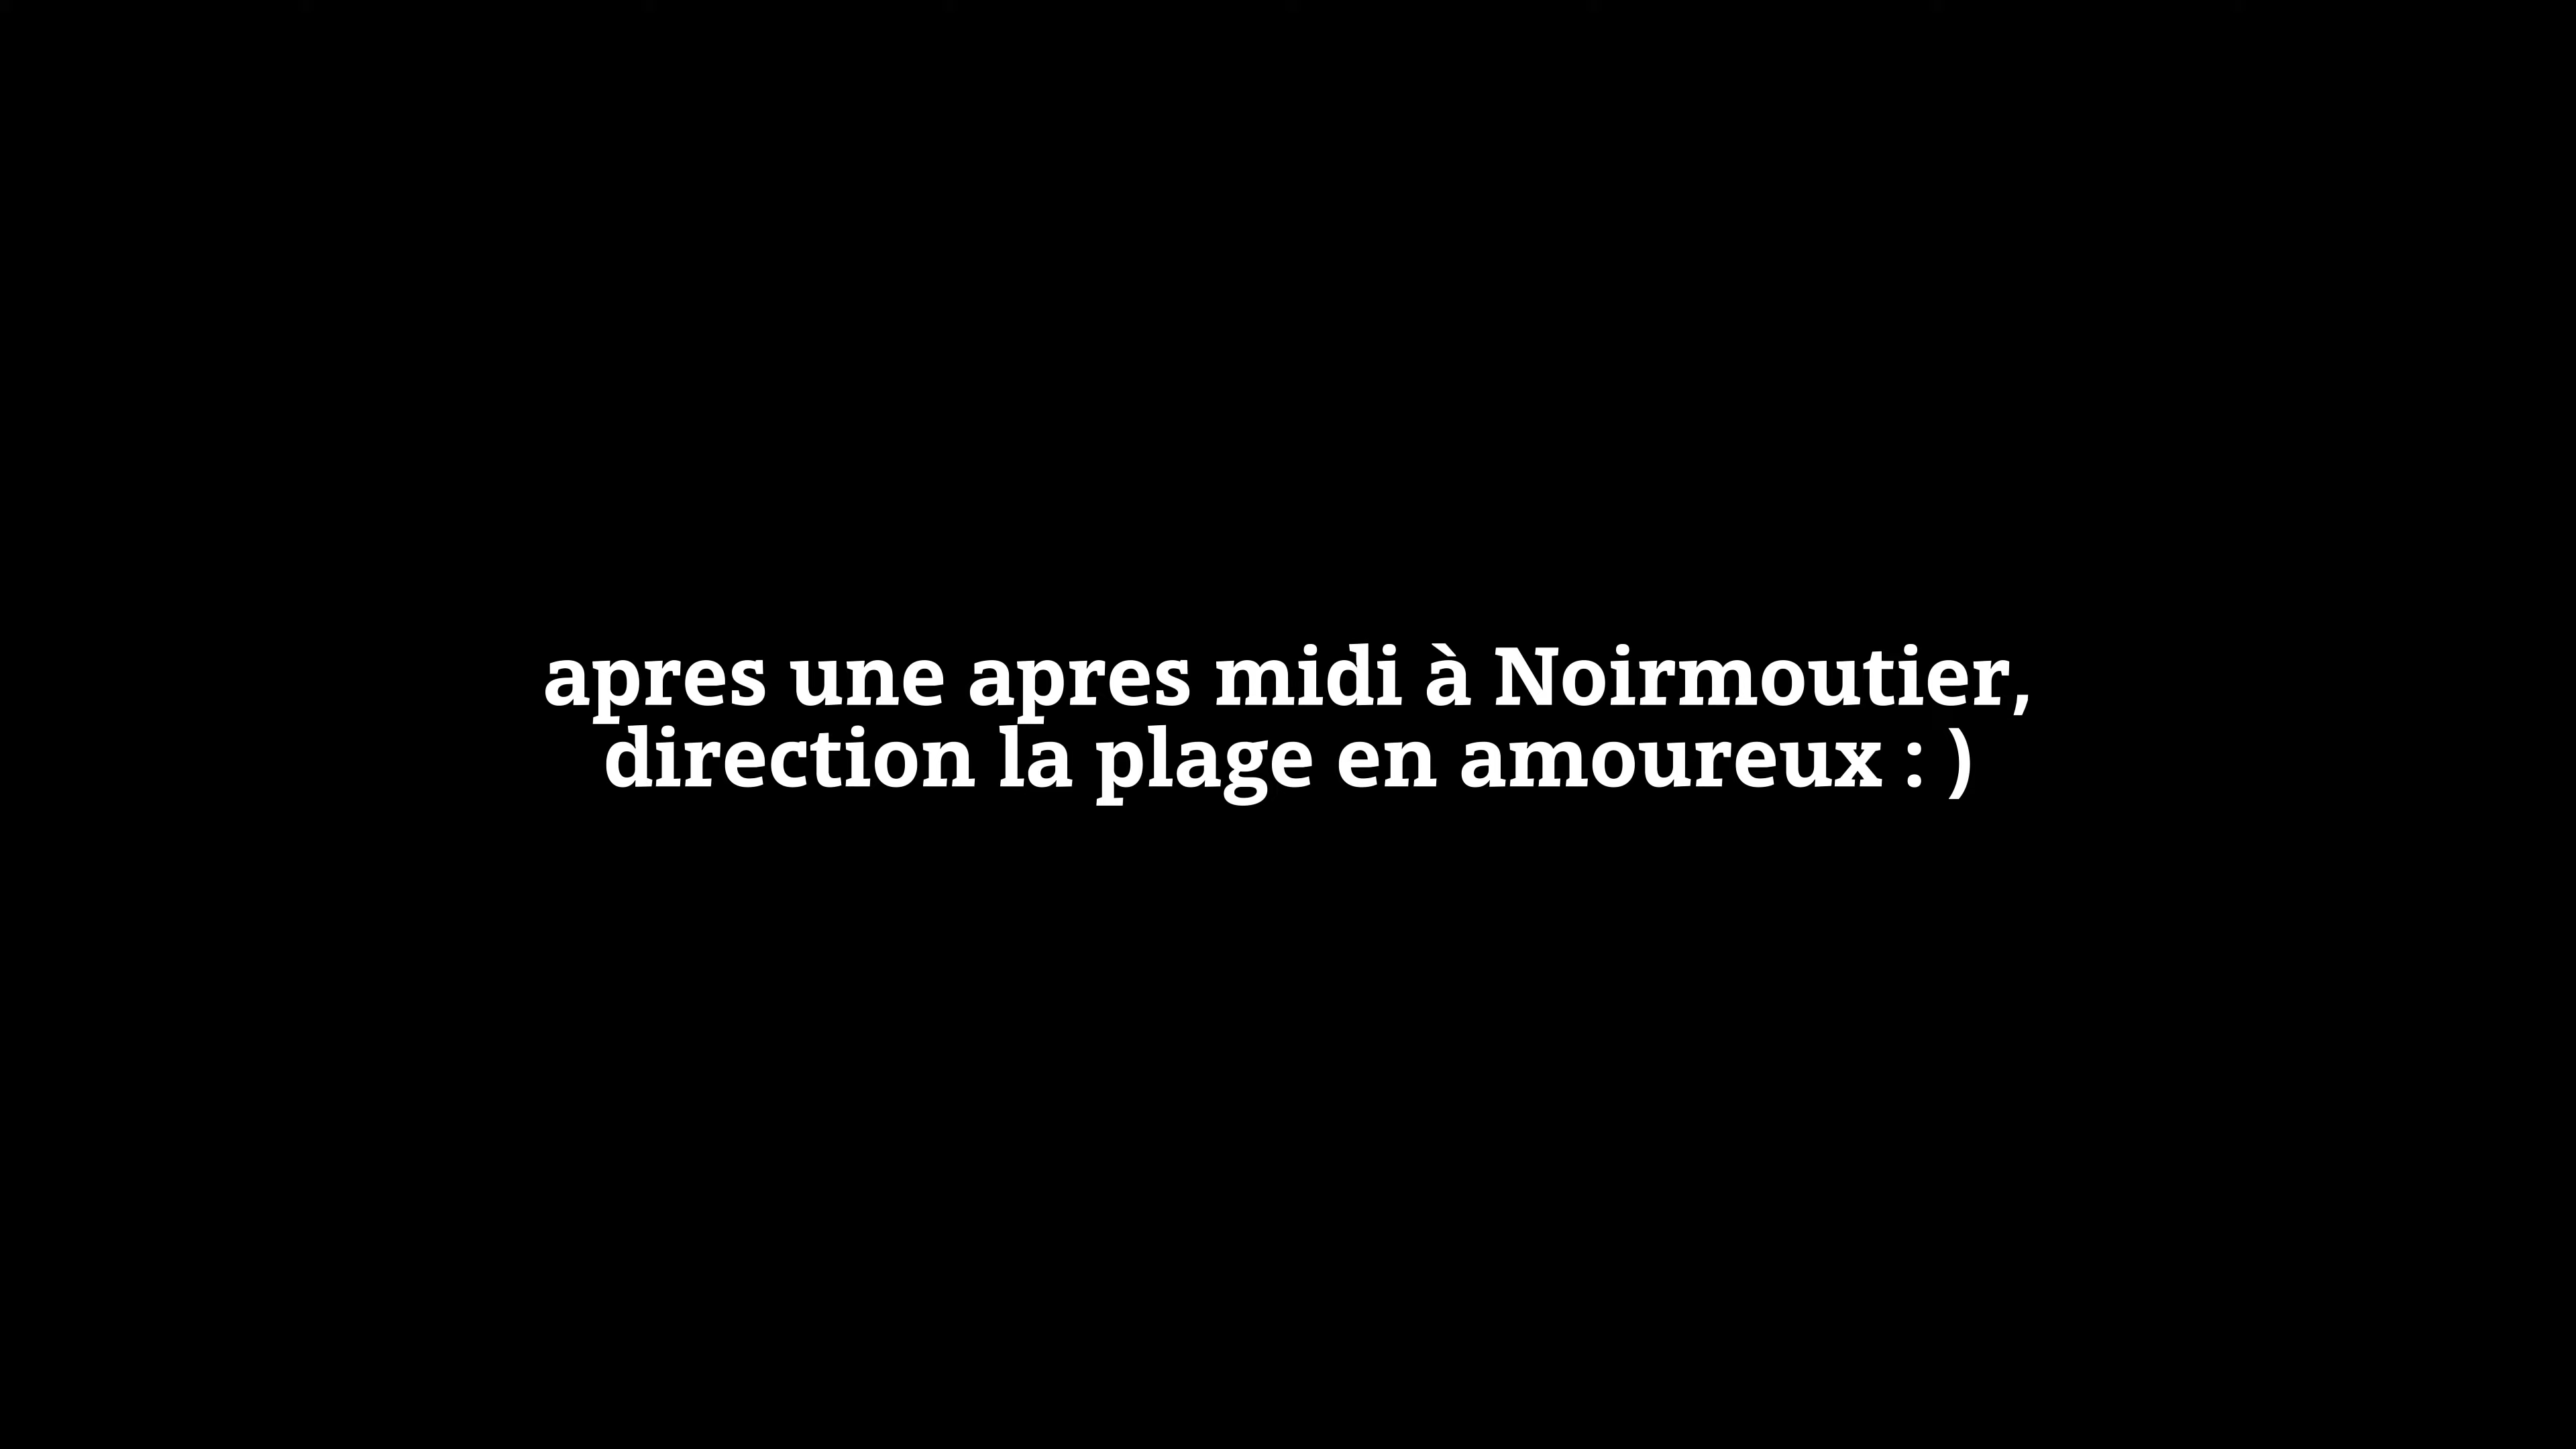 apres une apres midi à Noirmoutier,
direction la plage en amoureux : )